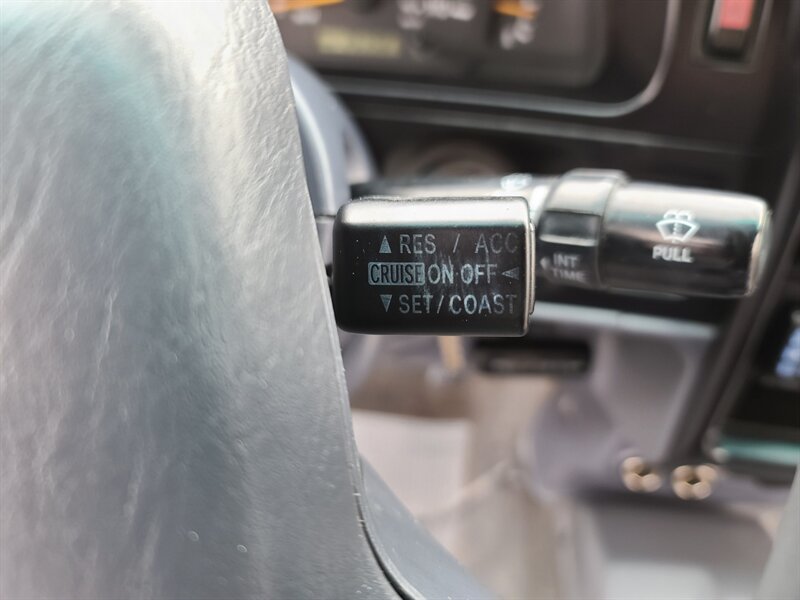 ▲ RES / ACC
CRUISE ON OFF ◄
▼ SET/COAST
INT
TIME
PULL